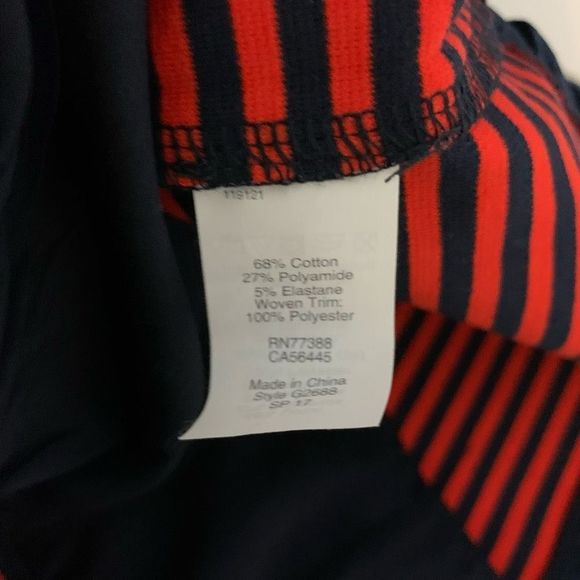 119121
68% Cotton
27% Polyamide
5% Elastane
Woven Trim:
100% Polyester
RN77388
CA56445
Made in China
Style G2688
SP 17